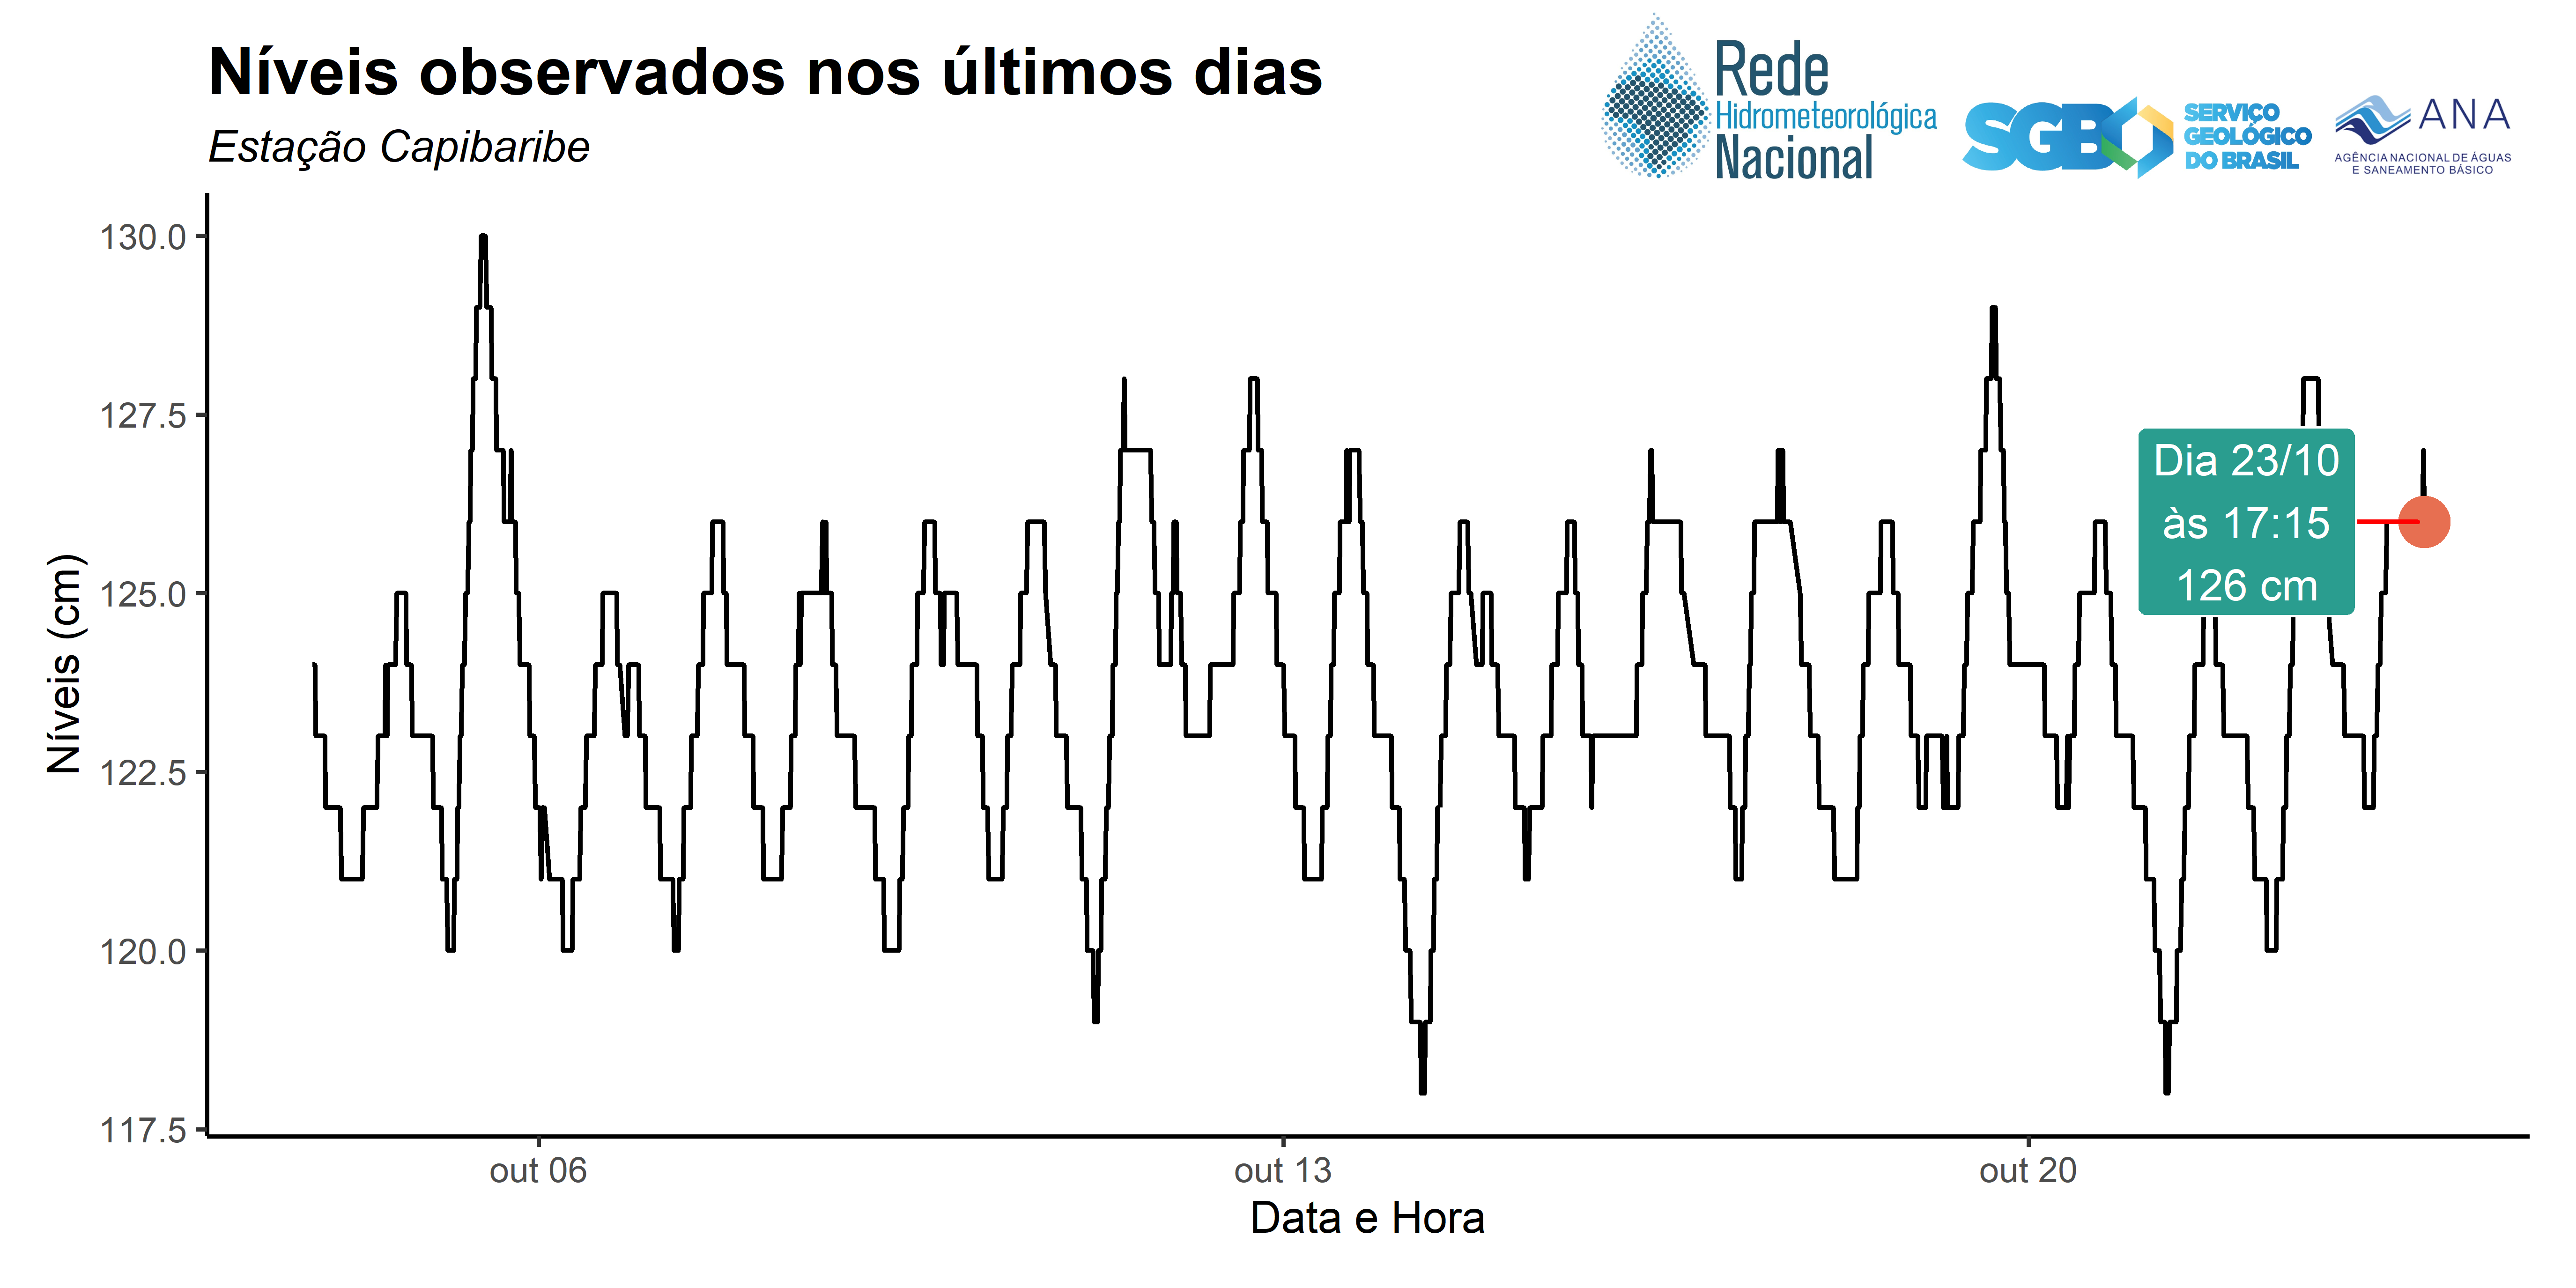 Níveis observados nos últimos dias
Estação Capibaribe
Rede
Hidrometeorológica
Nacional
SGB
SERVIÇO
GEOLÓGICO
DO BRASIL
ANA
AGÊNCIA NACIONAL DE ÁGUAS
E SANEAMENTO BÁSICO
130.0
127.5
125.0
122.5
120.0
117.5
Níveis (cm)
Dia 23/10
às 17:15
126 cm
out 06
out 13
out 20
Data e Hora